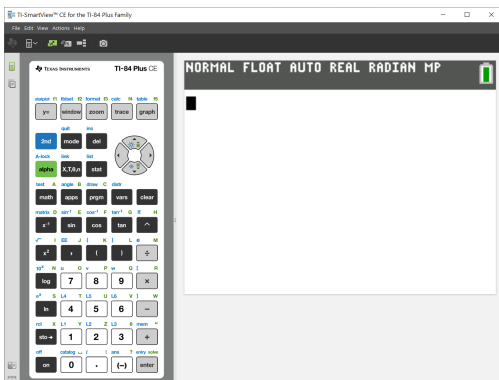 TI-SmartView™ CE for the TI-84 Plus Family
File Edit View Actions Help
TEXAS INSTRUMENTS TI-84 Plus CE
NORMAL FLOAT AUTO REAL RADIAN MP
statplot f1 tblset f2 format f3 calc f4 table f5
y= window zoom trace graph
quit ins
2nd mode del
A-lock link list
alpha X,T,θ,n stat
test A angle B draw C distr
math apps prgm vars clear
matrix D sin⁻¹ E cos⁻¹ F tan⁻¹ G π H
x⁻¹ sin cos tan ^
√ I EE J { K } L e M
x² , ( ) ÷
10ˣ N u O v P w Q [ R
log 7 8 9 ×
eˣ S L4 T L5 U L6 V ] W
ln 4 5 6 −
rcl X L1 Y L2 Z L3 θ mem "
sto→ 1 2 3 +
off catalog i : ans ? entry solve
on 0 . (−) enter